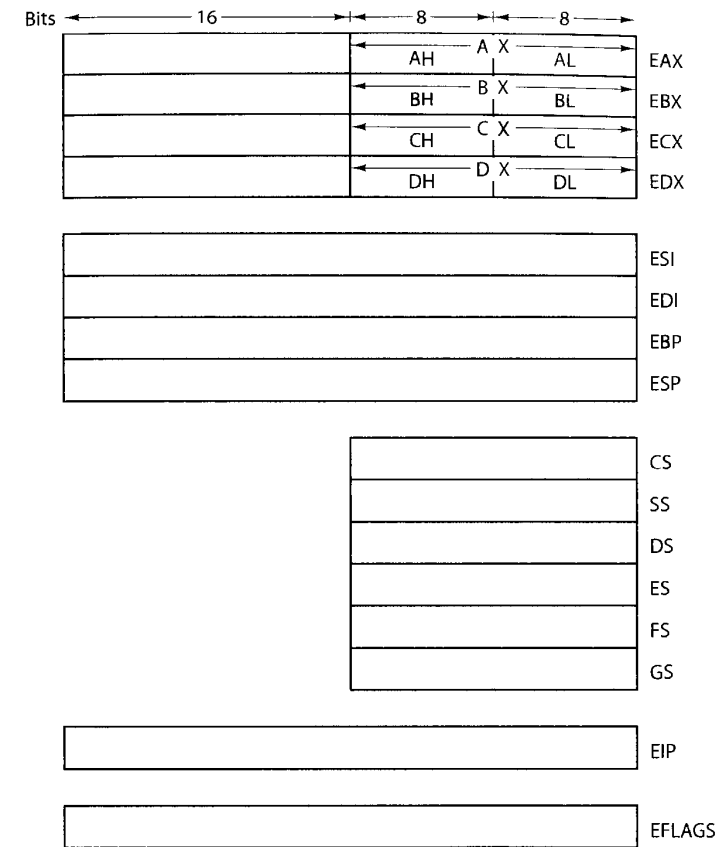 Bits 16 8 8
A X
AH AL EAX
B X
BH BL EBX
C X
CH CL ECX
D X
DH DL EDX
ESI
EDI
EBP
ESP
CS
SS
DS
ES
FS
GS
EIP
EFLAGS